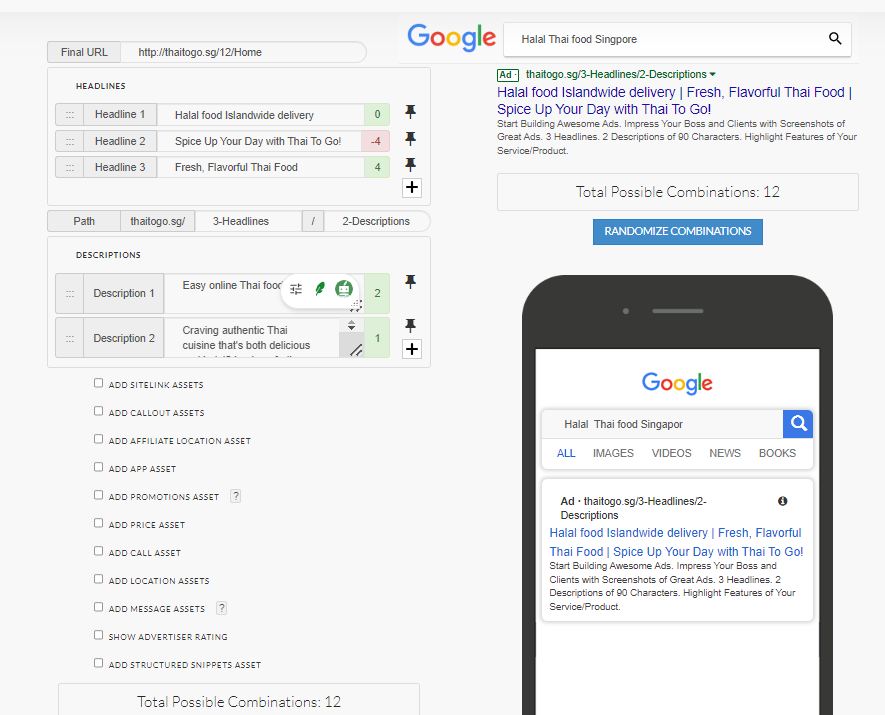 Final URL
http://thaitogo.sg/12/Home
HEADLINES
Headline 1
Halal food Islandwide delivery
0
Headline 2
Spice Up Your Day with Thai To Go!
-4
Headline 3
Fresh, Flavorful Thai Food
4
+
Path
thaitogo.sg/
3-Headlines
/
2-Descriptions
DESCRIPTIONS
Description 1
Easy online Thai food
2
Description 2
Craving authentic Thai
cuisine that's both delicious
1
+
ADD SITELINK ASSETS
ADD CALLOUT ASSETS
ADD AFFILIATE LOCATION ASSET
ADD APP ASSET
ADD PROMOTIONS ASSET ?
ADD PRICE ASSET
ADD CALL ASSET
ADD LOCATION ASSETS
ADD MESSAGE ASSETS ?
SHOW ADVERTISER RATING
ADD STRUCTURED SNIPPETS ASSET
Total Possible Combinations: 12
Google
Halal Thai food Singpore
Ad · thaitogo.sg/3-Headlines/2-Descriptions
Halal food Islandwide delivery | Fresh, Flavorful Thai Food |
Spice Up Your Day with Thai To Go!
Start Building Awesome Ads. Impress Your Boss and Clients with Screenshots of
Great Ads. 3 Headlines. 2 Descriptions of 90 Characters. Highlight Features of Your
Service/Product.
Total Possible Combinations: 12
RANDOMIZE COMBINATIONS
Google
Halal Thai food Singapor
ALL IMAGES VIDEOS NEWS BOOKS
Ad · thaitogo.sg/3-Headlines/2-
Descriptions
Halal food Islandwide delivery | Fresh, Flavorful
Thai Food | Spice Up Your Day with Thai To Go!
Start Building Awesome Ads. Impress Your Boss and
Clients with Screenshots of Great Ads. 3 Headlines. 2
Descriptions of 90 Characters. Highlight Features of Your
Service/Product.